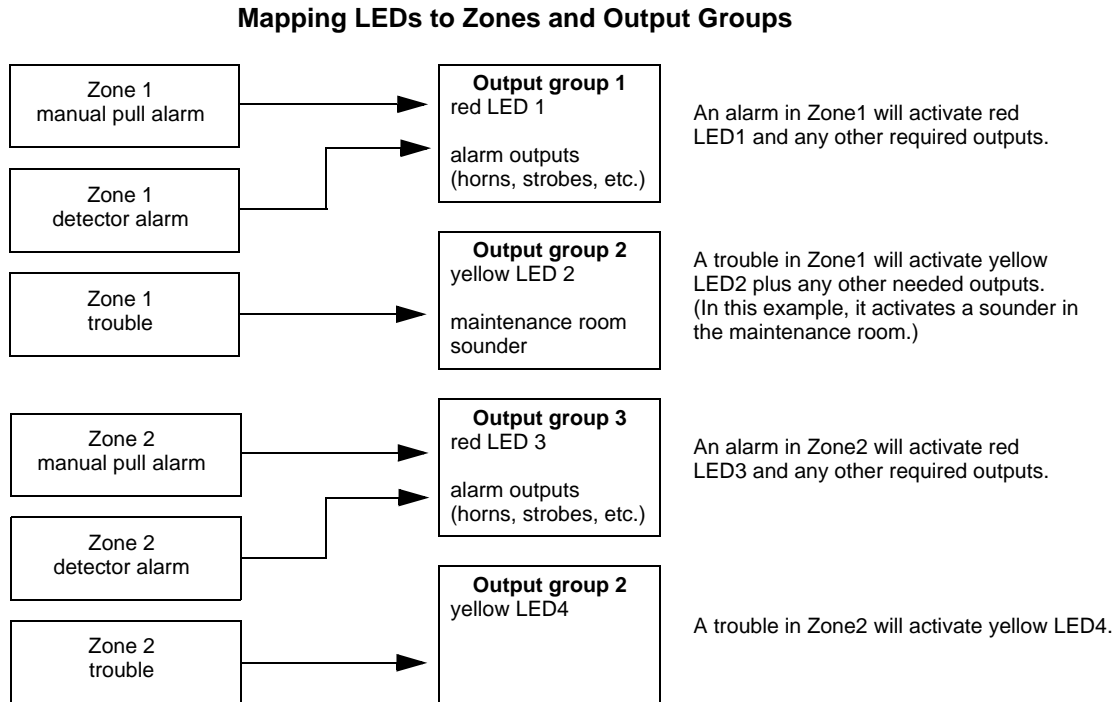 Mapping LEDs to Zones and Output Groups
Zone 1
manual pull alarm
Zone 1
detector alarm
Zone 1
trouble
Output group 1
red LED 1
alarm outputs
(horns, strobes, etc.)
Output group 2
yellow LED 2
maintenance room
sounder
An alarm in Zone1 will activate red
LED1 and any other required outputs.
A trouble in Zone1 will activate yellow
LED2 plus any other needed outputs.
(In this example, it activates a sounder in
the maintenance room.)
Zone 2
manual pull alarm
Zone 2
detector alarm
Zone 2
trouble
Output group 3
red LED 3
alarm outputs
(horns, strobes, etc.)
Output group 2
yellow LED4
An alarm in Zone2 will activate red
LED3 and any other required outputs.
A trouble in Zone2 will activate yellow LED4.